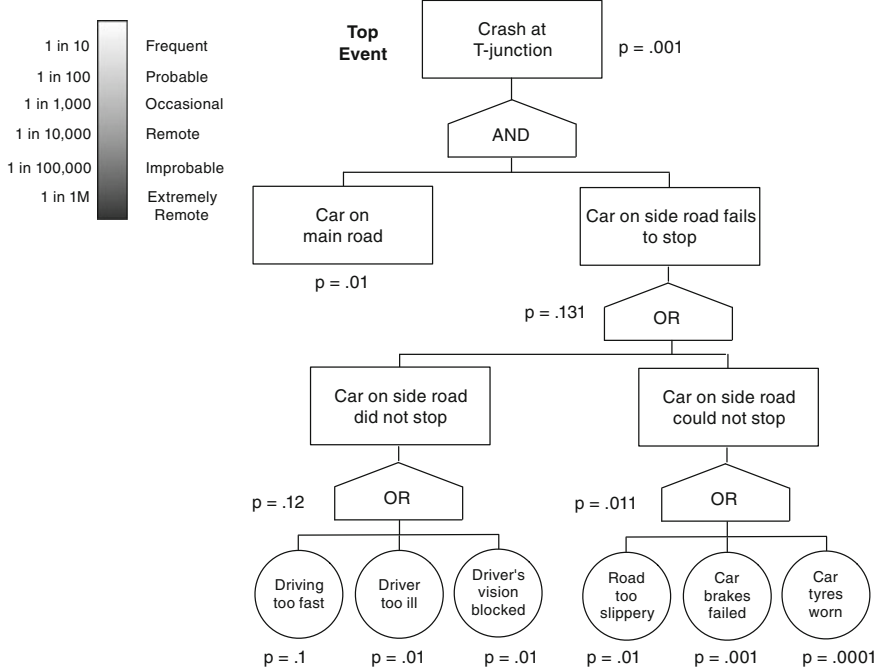 1 in 10 Frequent
1 in 100 Probable
1 in 1,000 Occasional
1 in 10,000 Remote
1 in 100,000 Improbable
1 in 1M Extremely
Remote
Top
Event
Crash at
T-junction
p = .001
AND
Car on
main road
p = .01
Car on side road fails
to stop
p = .131
OR
Car on side road
did not stop
Car on side road
could not stop
p = .12
OR
p = .011
OR
Driving
too fast
Driver
too ill
Driver's
vision
blocked
Road
too
slippery
Car
brakes
failed
Car
tyres
worn
p = .1
p = .01
p = .01
p = .01
p = .001
p = .0001